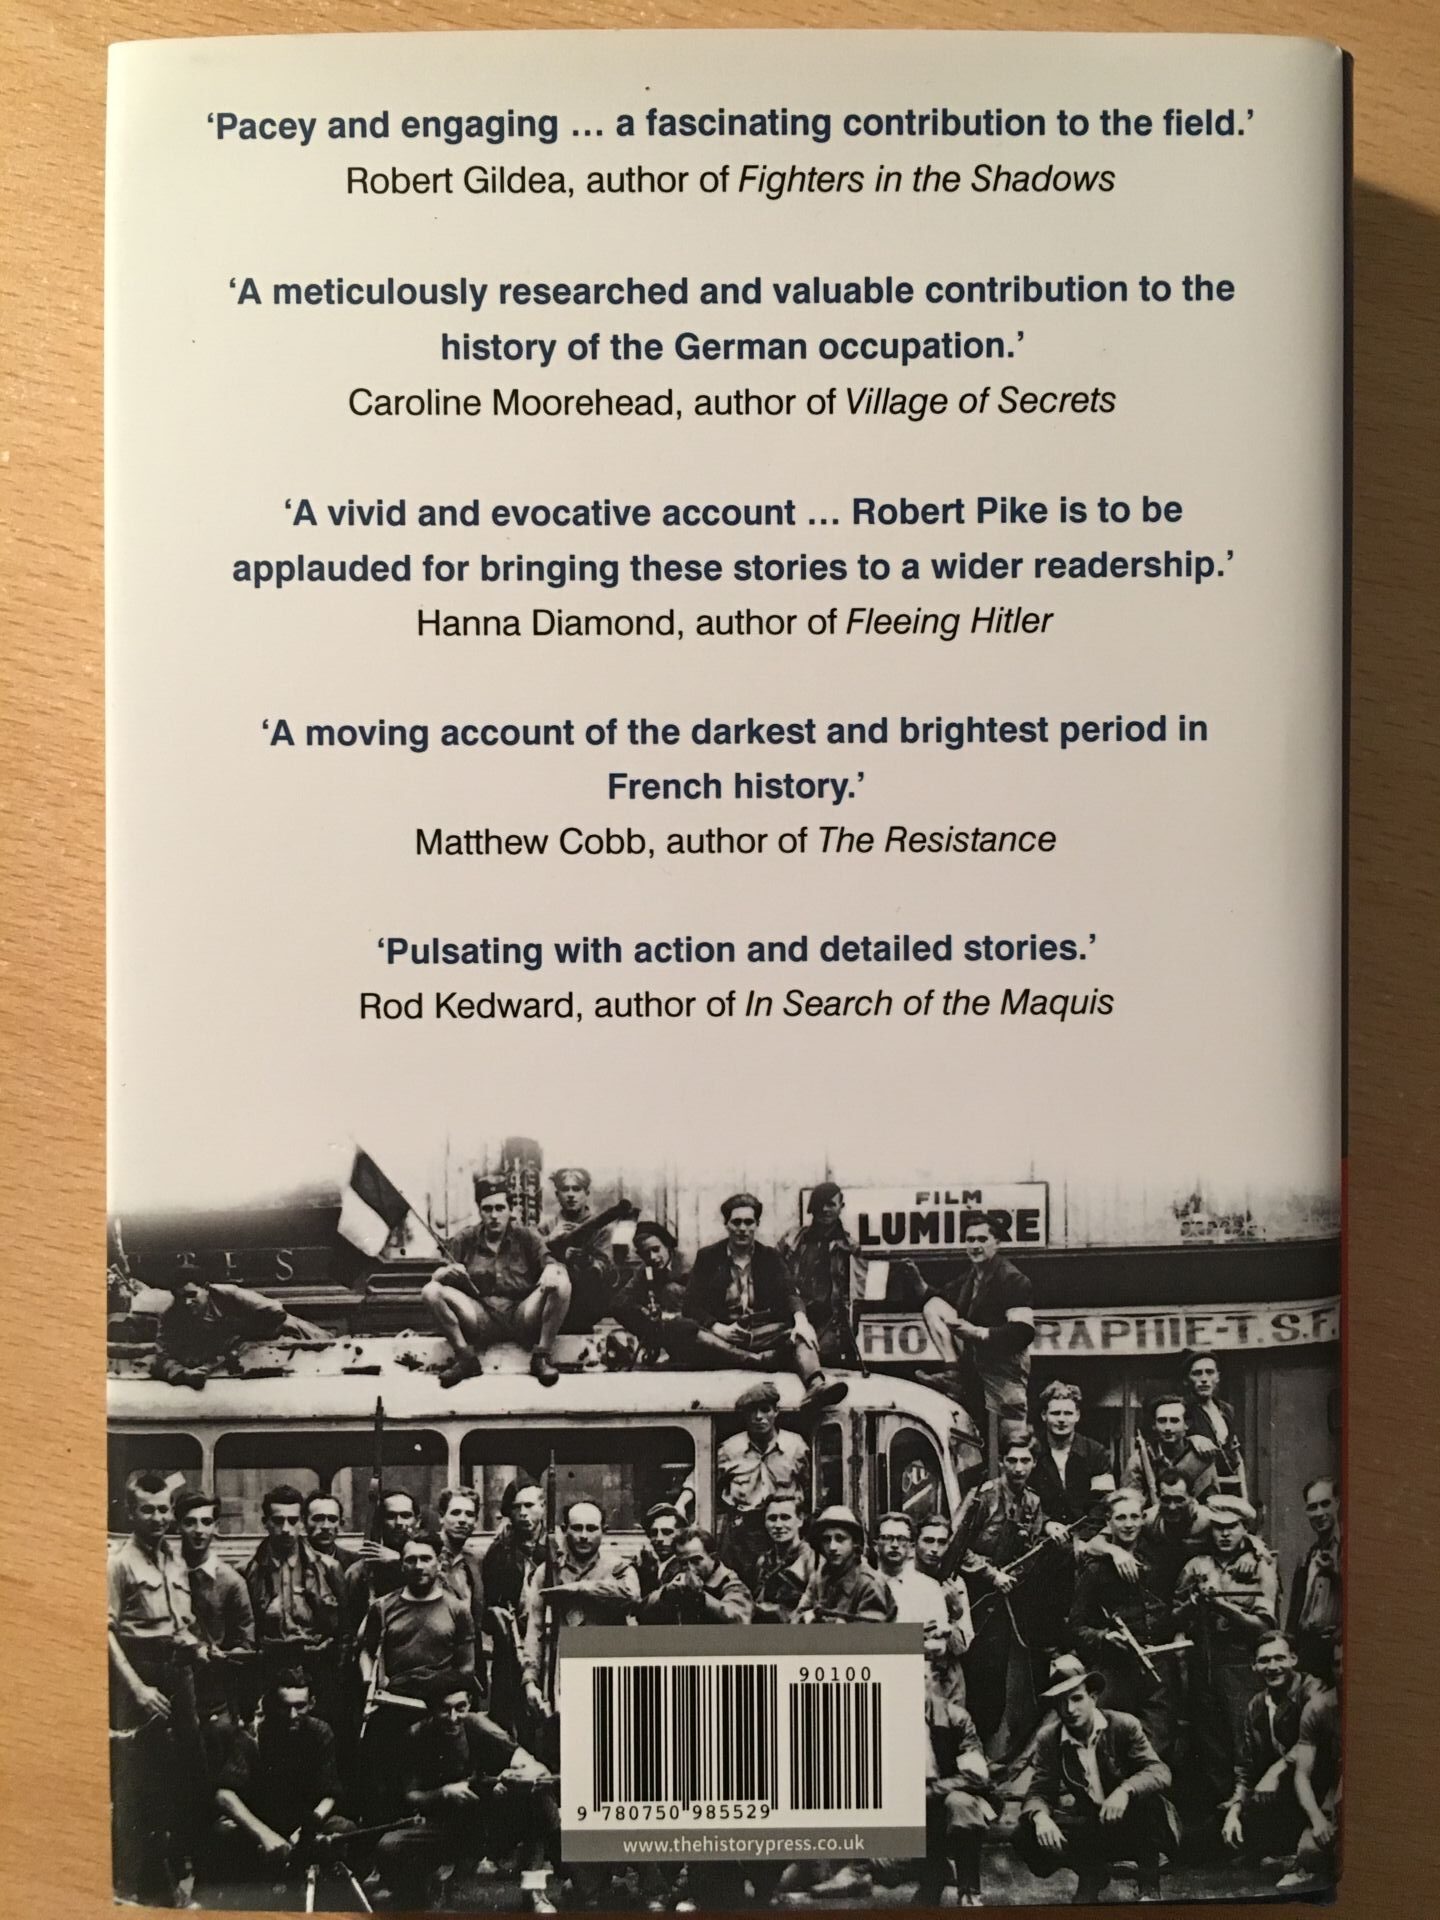 ‘Pacey and engaging ... a fascinating contribution to the field.’
Robert Gildea, author of Fighters in the Shadows
‘A meticulously researched and valuable contribution to the
history of the German occupation.’
Caroline Moorehead, author of Village of Secrets
‘A vivid and evocative account ... Robert Pike is to be
applauded for bringing these stories to a wider readership.’
Hanna Diamond, author of Fleeing Hitler
‘A moving account of the darkest and brightest period in
French history.’
Matthew Cobb, author of The Resistance
‘Pulsating with action and detailed stories.’
Rod Kedward, author of In Search of the Maquis
FILM
LUMIÈRE
HO RAPHIE-T.S.F.
90100
9 780750 985529
www.thehistorypress.co.uk